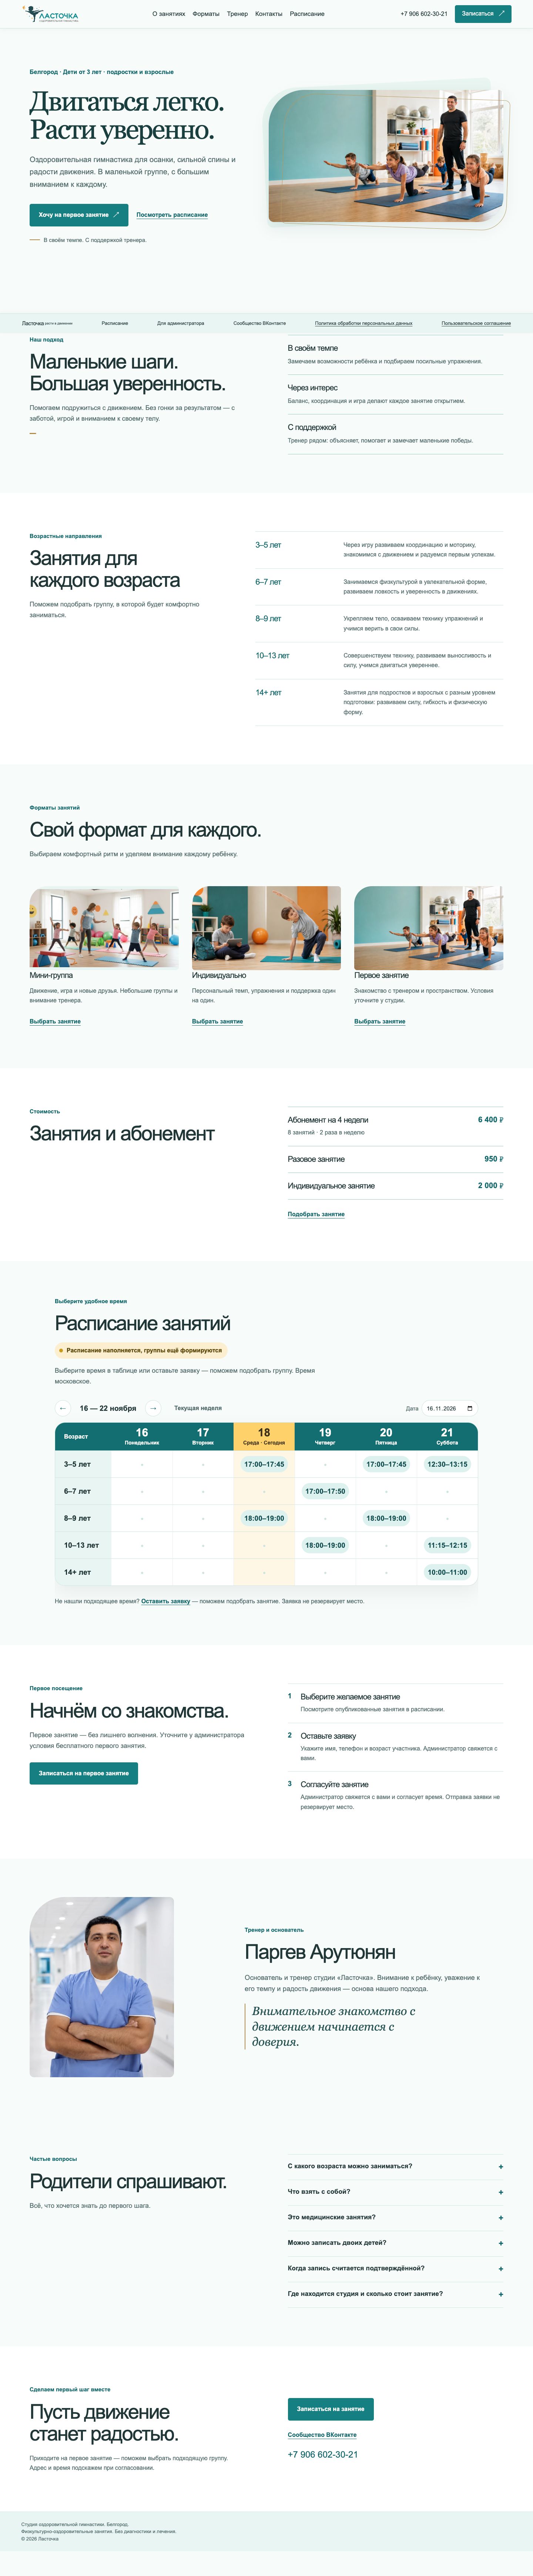 ЛАСТОЧКА
О занятиях Форматы Тренер Контакты Расписание
+7 906 602-30-21
Записаться
Белгород · Дети от 3 лет · подростки и взрослые
Двигаться легко.
Расти уверенно.
Оздоровительная гимнастика для осанки, сильной спины и
радости движения. В маленькой группе, с большим
вниманием к каждому.
Хочу на первое занятие
Посмотреть расписание
В своём темпе. С поддержкой тренера.
Ласточка расти в движении
Расписание
Для администратора
Сообщество ВКонтакте
Политика обработки персональных данных
Пользовательское соглашение
Наш подход
Маленькие шаги.
Большая уверенность.
Помогаем подружиться с движением. Без гонки за результатом — с
заботой, игрой и вниманием к своему телу.
В своём темпе
Замечаем возможности ребёнка и подбираем посильные упражнения.
Через интерес
Баланс, координация и игра делают каждое занятие открытием.
С поддержкой
Тренер рядом: объясняет, помогает и замечает маленькие победы.
Возрастные направления
Занятия для
каждого возраста
Поможем подобрать группу, в которой будет комфортно
заниматься.
3–5 лет
Через игру развиваем координацию и моторику,
знакомимся с движением и радуемся первым успехам.
6–7 лет
Занимаемся физкультурой в увлекательной форме,
развиваем ловкость и уверенность в движениях.
8–9 лет
Укрепляем тело, осваиваем технику упражнений и
учимся верить в свои силы.
10–13 лет
Совершенствуем технику, развиваем выносливость и
силу, учимся двигаться увереннее.
14+ лет
Занятия для подростков и взрослых с разным уровнем
подготовки: развиваем силу, гибкость и физическую
форму.
Форматы занятий
Свой формат для каждого.
Выбираем комфортный ритм и уделяем внимание каждому ребёнку.
Мини-группа
Движение, игра и новые друзья. Небольшие группы и
внимание тренера.
Выбрать занятие
Индивидуально
Персональный темп, упражнения и поддержка один
на один.
Выбрать занятие
Первое занятие
Знакомство с тренером и пространством. Условия
уточните у студии.
Выбрать занятие
Стоимость
Занятия и абонемент
Абонемент на 4 недели 6 400 ₽
8 занятий · 2 раза в неделю
Разовое занятие 950 ₽
Индивидуальное занятие 2 000 ₽
Подобрать занятие
Выберите удобное время
Расписание занятий
Расписание наполняется, группы ещё формируются
Выберите время в таблице или оставьте заявку — поможем подобрать группу. Время
московское.
← 16 — 22 ноября → Текущая неделя Дата 16.11.2026
Возраст 16 17 18 19 20 21
Понедельник Вторник Среда · Сегодня Четверг Пятница Суббота
3–5 лет - - 17:00–17:45 - 17:00–17:45 12:30–13:15
6–7 лет - - - 17:00–17:50 - -
8–9 лет - - 18:00–19:00 - 18:00–19:00 -
10–13 лет - - - 18:00–19:00 - 11:15–12:15
14+ лет - - - - - 10:00–11:00
Не нашли подходящее время? Оставить заявку — поможем подобрать занятие. Заявка не резервирует место.
Первое посещение
Начнём со знакомства.
Первое занятие — без лишнего волнения. Уточните у администратора
условия бесплатного первого занятия.
Записаться на первое занятие
1 Выберите желаемое занятие
Посмотрите опубликованные занятия в расписании.
2 Оставьте заявку
Укажите имя, телефон и возраст участника. Администратор свяжется с
вами.
3 Согласуйте занятие
Администратор свяжется с вами и согласует время. Отправка заявки не
резервирует место.
Тренер и основатель
Паргев Арутюнян
Основатель и тренер студии «Ласточка». Внимание к ребёнку, уважение к
его темпу и радость движения — основа нашего подхода.
Внимательное знакомство с
движением начинается с
доверия.
Частые вопросы
Родители спрашивают.
Всё, что хочется знать до первого шага.
С какого возраста можно заниматься? +
Что взять с собой? +
Это медицинские занятия? +
Можно записать двоих детей? +
Когда запись считается подтверждённой? +
Где находится студия и сколько стоит занятие? +
Сделаем первый шаг вместе
Пусть движение
станет радостью.
Приходите на первое занятие — поможем выбрать подходящую группу.
Адрес и время подскажем при согласовании.
Записаться на занятие
Сообщество ВКонтакте
+7 906 602-30-21
Студия оздоровительной гимнастики. Белгород.
Физкультурно-оздоровительные занятия. Без диагностики и лечения.
© 2026 Ласточка